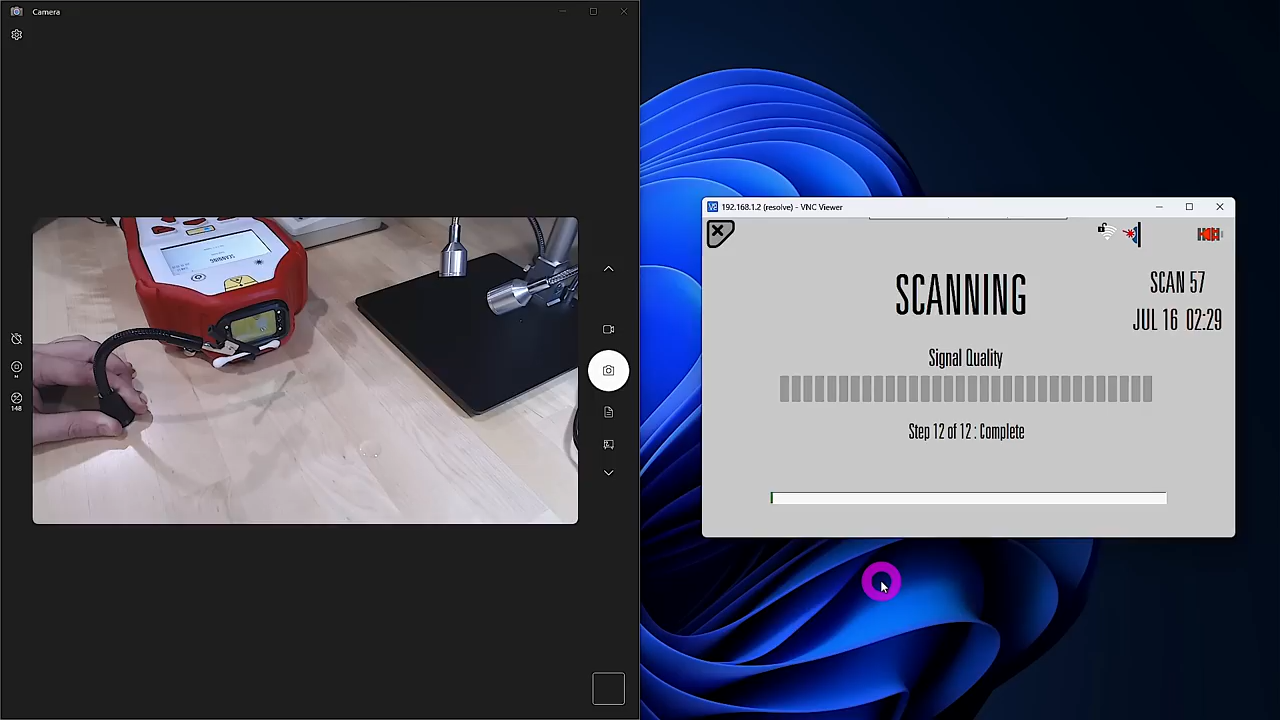 Camera
148
192.168.1.2 (resolve) - VNC Viewer
SCANNING
SCAN 57
JUL 16 02:29
Signal Quality
Step 12 of 12 : Complete